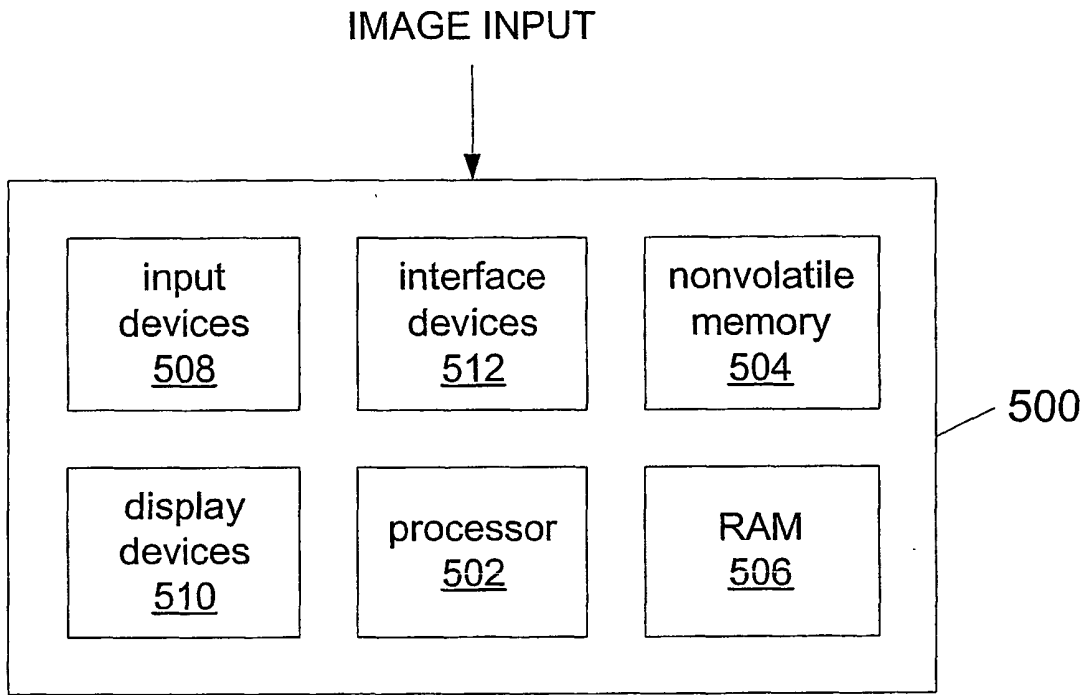 IMAGE INPUT
input
devices
508
interface
devices
512
nonvolatile
memory
504
500
display
devices
510
processor
502
RAM
506